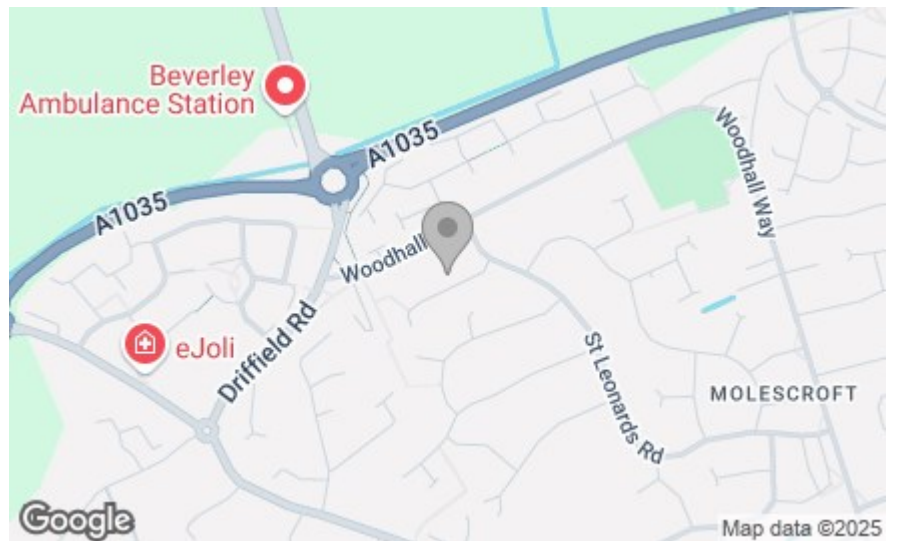 Beverley
Ambulance Station
A1035
A1035
Woodhall Way
Woodhall
Driffield Rd
eJoli
St Leonards Rd
MOLESCROFT
Google
Map data ©2025